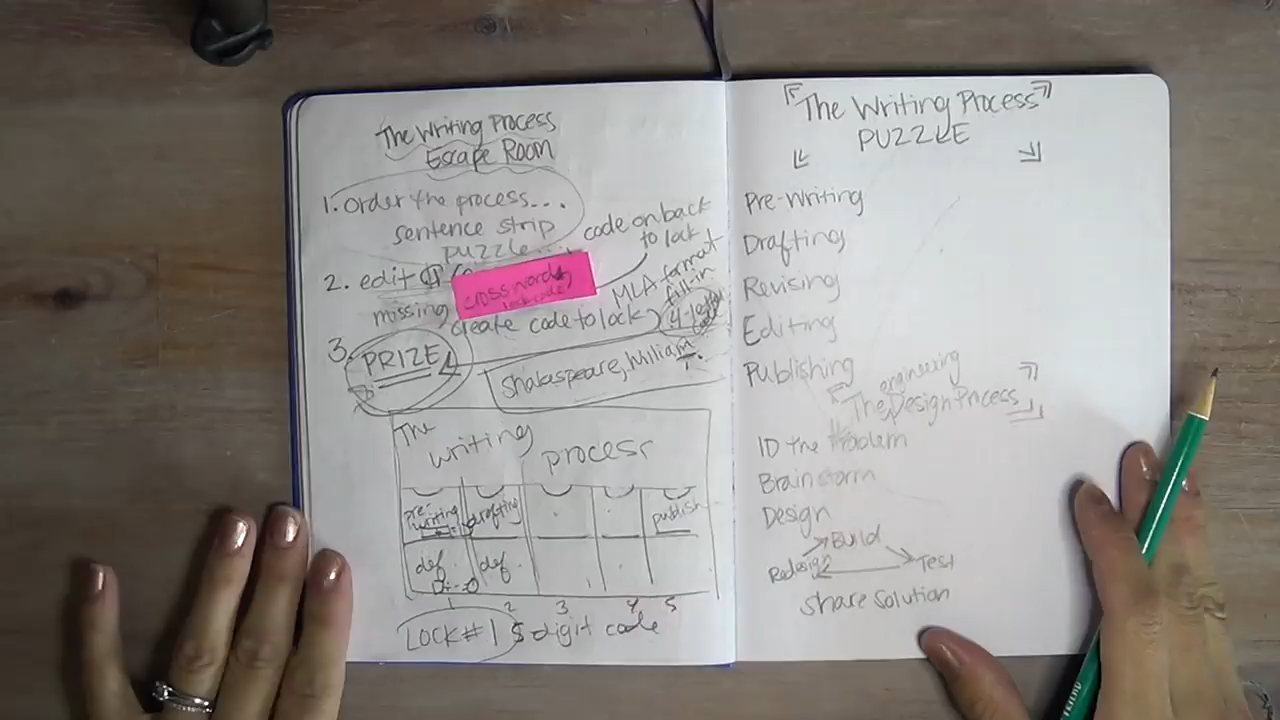 The Writing Process
Escape Room
1. Order the process...
sentence strip
puzzle...
code on back
to lock
2. edit
missing
crosswords
create code to lock
MLA format
fill-in
4-letter
3. PRIZE
Shakespeare, William
The
writing process
pre-writing drafting publish
def. def.
1 2 3 4 5
LOCK #1 5 digit code
The Writing Process
PUZZLE
Pre-Writing
Drafting
Revising
Editing
Publishing
engineering
The Design Process
ID the Problem
Brainstorm
Design
Build
Redesign Test
Share Solution